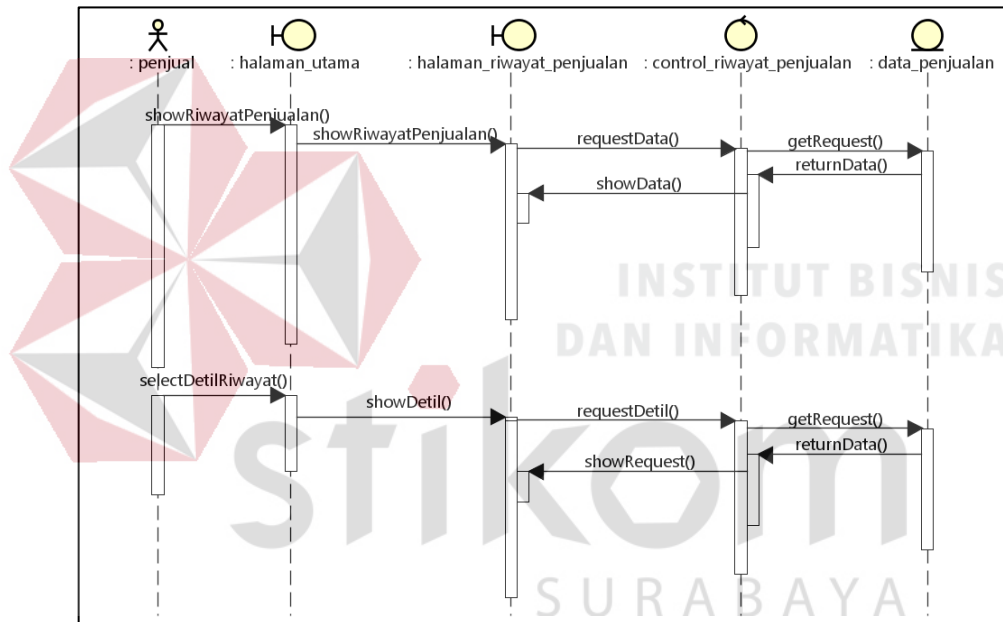 : penjual
: halaman_utama
: halaman_riwayat_penjualan
: control_riwayat_penjualan
: data_penjualan
showRiwayatPenjualan()
showRiwayatPenjualan()
requestData()
getRequest()
returnData()
showData()
INSTITUT BISNIS
DAN INFORMATIKA
selectDetilRiwayat()
showDetil()
requestDetil()
getRequest()
returnData()
showRequest()
stikom
SURABAYA